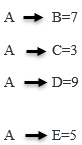 A → B=7
A → C=3
A → D=9
A → E=5